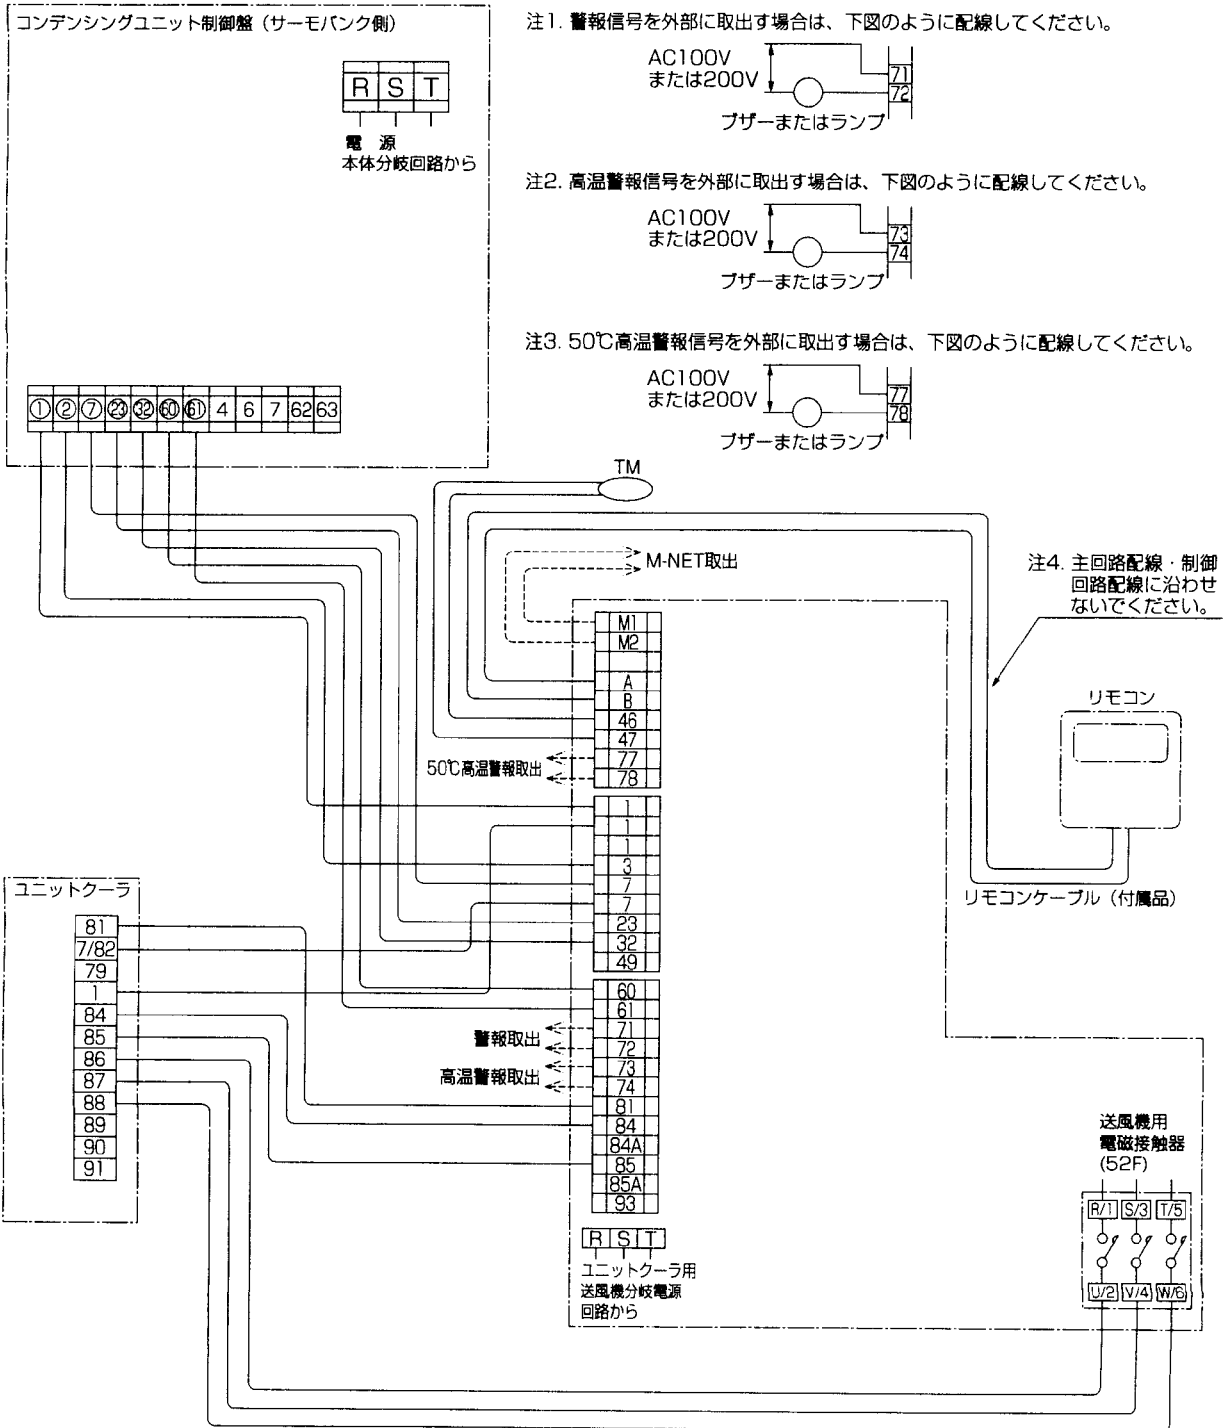 コンデンシングユニット制御盤（サーモバンク側）
R S T
電 源
本体分岐回路から
① ② ⑦ ㉓ ㉜ 60 61 4 6 7 62 63
注1. 警報信号を外部に取出す場合は、下図のように配線してください。
AC100V
または200V
71
72
ブザーまたはランプ
注2. 高温警報信号を外部に取出す場合は、下図のように配線してください。
AC100V
または200V
73
74
ブザーまたはランプ
注3. 50℃高温警報信号を外部に取出す場合は、下図のように配線してください。
AC100V
または200V
77
78
ブザーまたはランプ
TM
M-NET取出
注4. 主回路配線・制御
回路配線に沿わせ
ないでください。
リモコン
リモコンケーブル（付属品）
M1
M2
A
B
46
47
77
78
50℃高温警報取出
1
1
1
3
7
7
23
32
49
60
61
71
72
73
74
81
84
84A
85
85A
93
警報取出
高温警報取出
R S T
ユニットクーラ用
送風機分岐電源
回路から
ユニットクーラ
81
7/82
79
1
84
85
86
87
88
89
90
91
送風機用
電磁接触器
(52F)
R/1 S/3 T/5
U/2 V/4 W/6